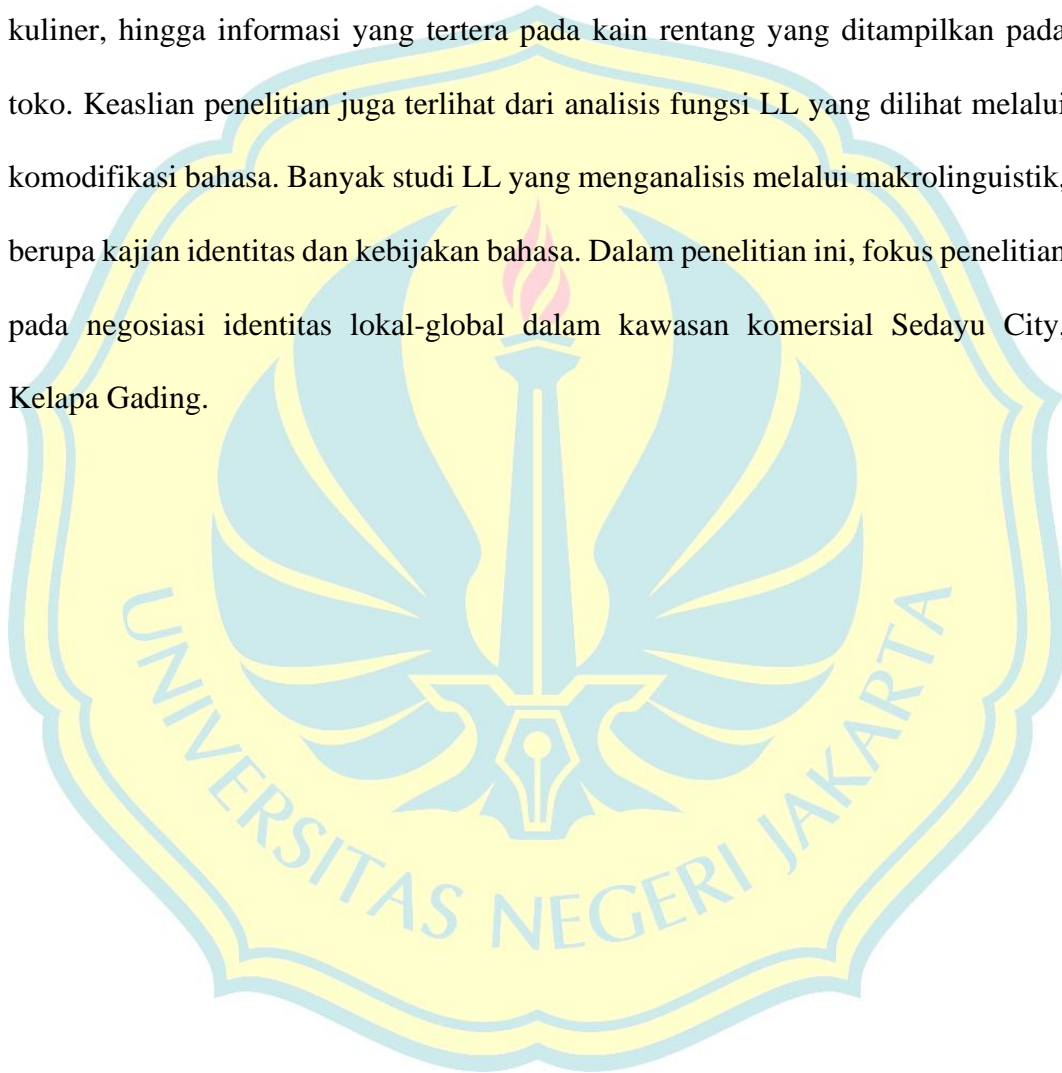 kuliner, hingga informasi yang tertera pada kain rentang yang ditampilkan pada
toko. Keaslian penelitian juga terlihat dari analisis fungsi LL yang dilihat melalui
komodifikasi bahasa. Banyak studi LL yang menganalisis melalui makrolinguistik,
berupa kajian identitas dan kebijakan bahasa. Dalam penelitian ini, fokus penelitian
pada negosiasi identitas lokal-global dalam kawasan komersial Sedayu City,
Kelapa Gading.
UNIVERSITAS NEGERI JAKARTA